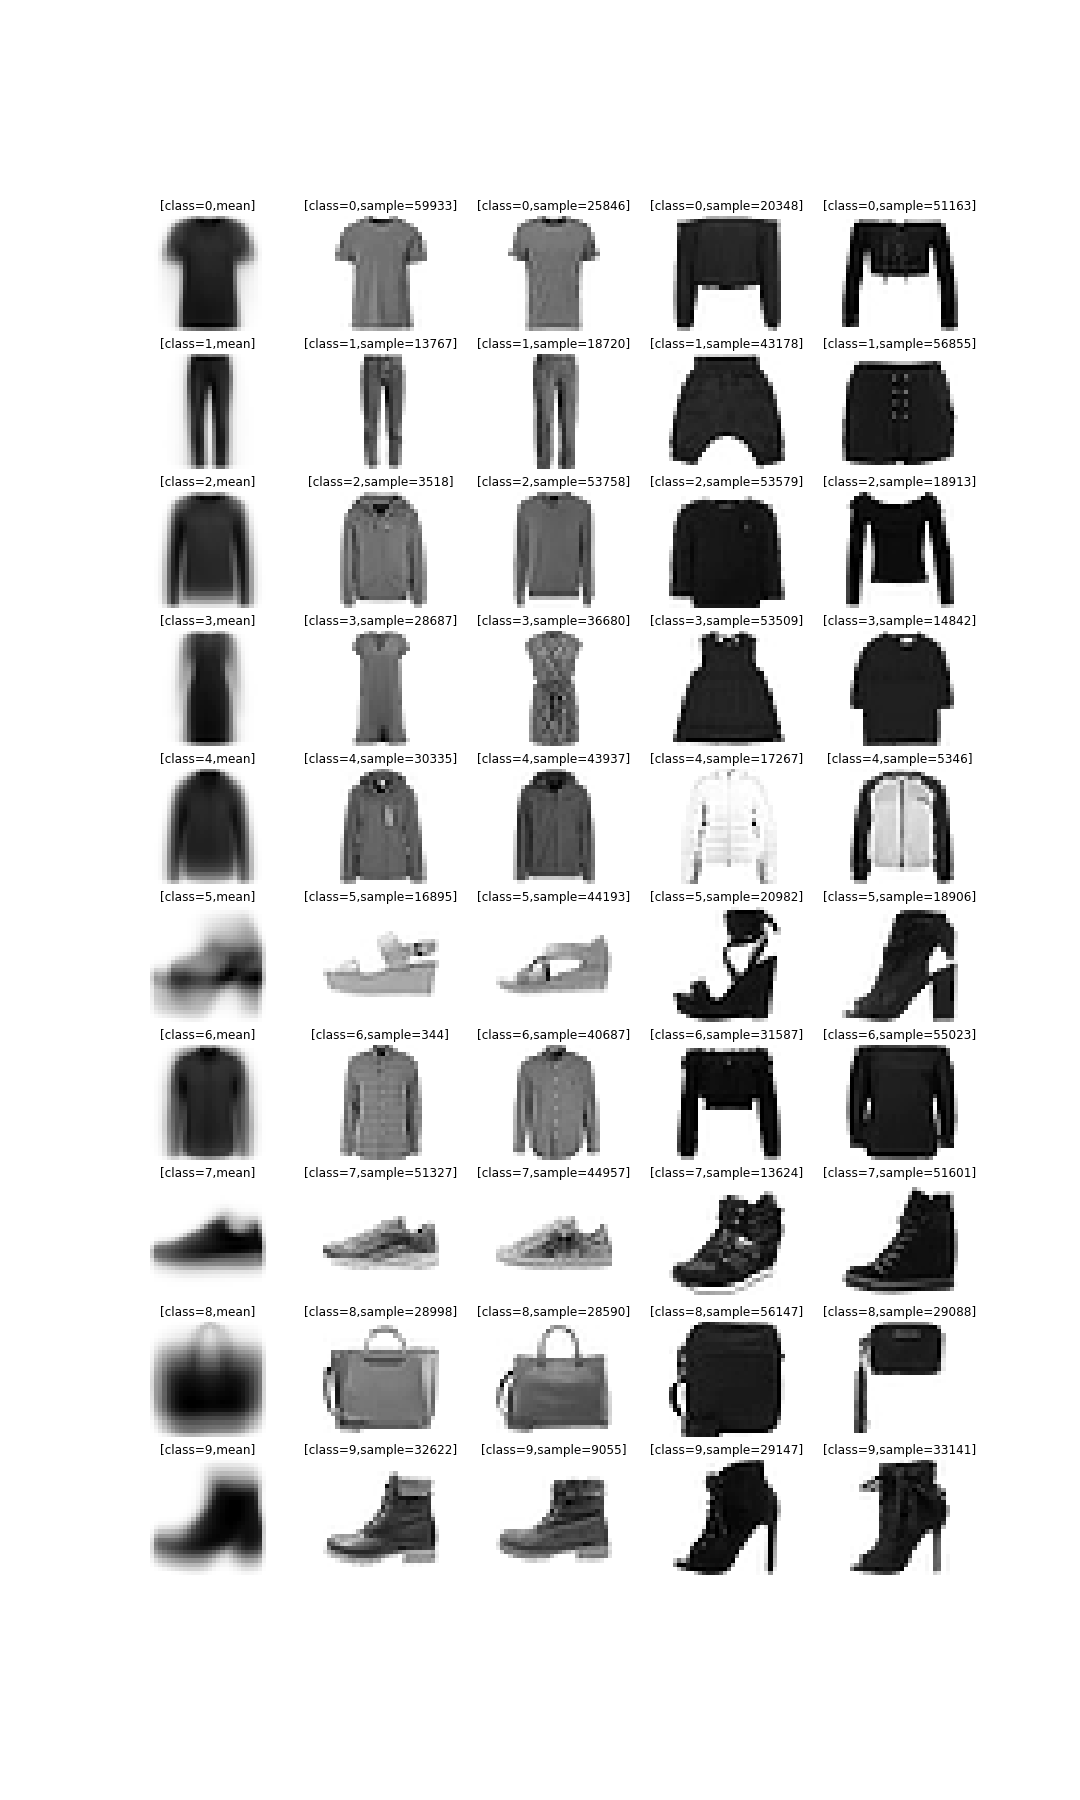 [class=0,mean] [class=0,sample=59933] [class=0,sample=25846] [class=0,sample=20348] [class=0,sample=51163]
[class=1,mean] [class=1,sample=13767] [class=1,sample=18720] [class=1,sample=43178] [class=1,sample=56855]
[class=2,mean] [class=2,sample=3518] [class=2,sample=53758] [class=2,sample=53579] [class=2,sample=18913]
[class=3,mean] [class=3,sample=28687] [class=3,sample=36680] [class=3,sample=53509] [class=3,sample=14842]
[class=4,mean] [class=4,sample=30335] [class=4,sample=43937] [class=4,sample=17267] [class=4,sample=5346]
[class=5,mean] [class=5,sample=16895] [class=5,sample=44193] [class=5,sample=20982] [class=5,sample=18906]
[class=6,mean] [class=6,sample=344] [class=6,sample=40687] [class=6,sample=31587] [class=6,sample=55023]
[class=7,mean] [class=7,sample=51327] [class=7,sample=44957] [class=7,sample=13624] [class=7,sample=51601]
[class=8,mean] [class=8,sample=28998] [class=8,sample=28590] [class=8,sample=56147] [class=8,sample=29088]
[class=9,mean] [class=9,sample=32622] [class=9,sample=9055] [class=9,sample=29147] [class=9,sample=33141]